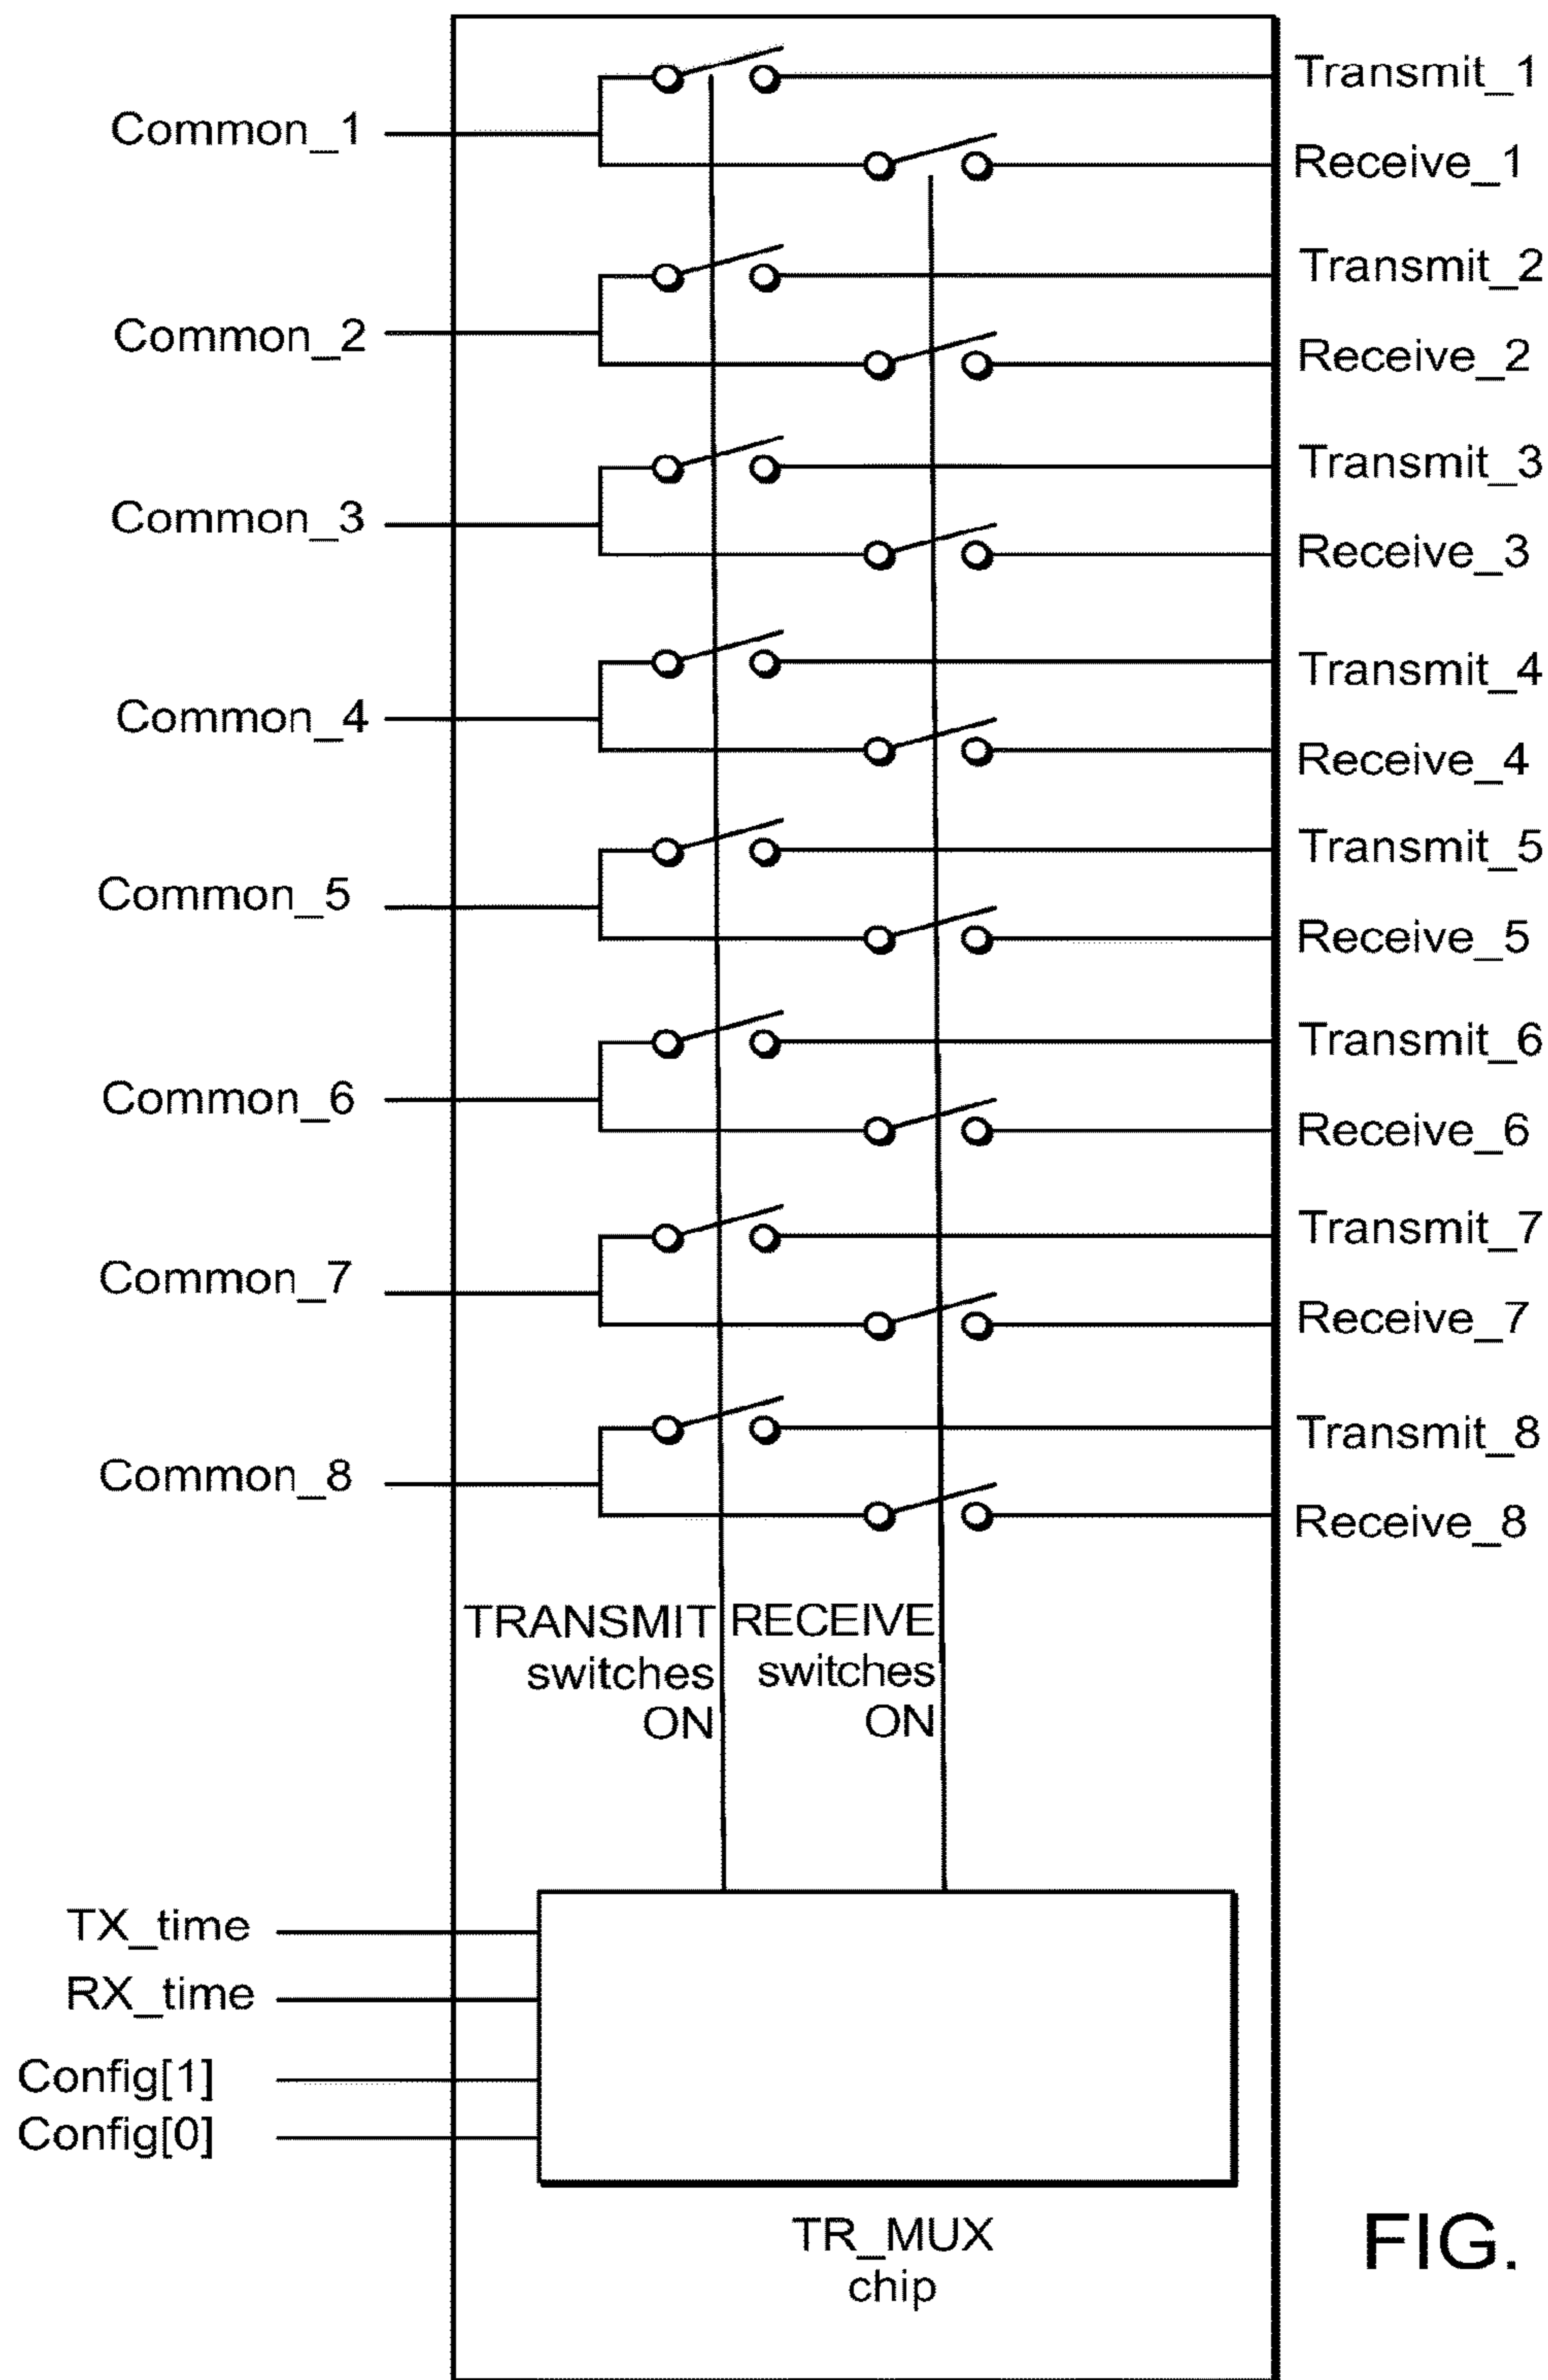 Transmit_1
Common_1
Receive_1
Transmit_2
Common_2
Receive_2
Transmit_3
Common_3
Receive_3
Transmit_4
Common_4
Receive_4
Transmit_5
Common_5
Receive_5
Transmit_6
Common_6
Receive_6
Transmit_7
Common_7
Receive_7
Transmit_8
Common_8
Receive_8
TRANSMIT
switches
ON
RECEIVE
switches
ON
TX_time
RX_time
Config[1]
Config[0]
TR_MUX
chip
FIG.